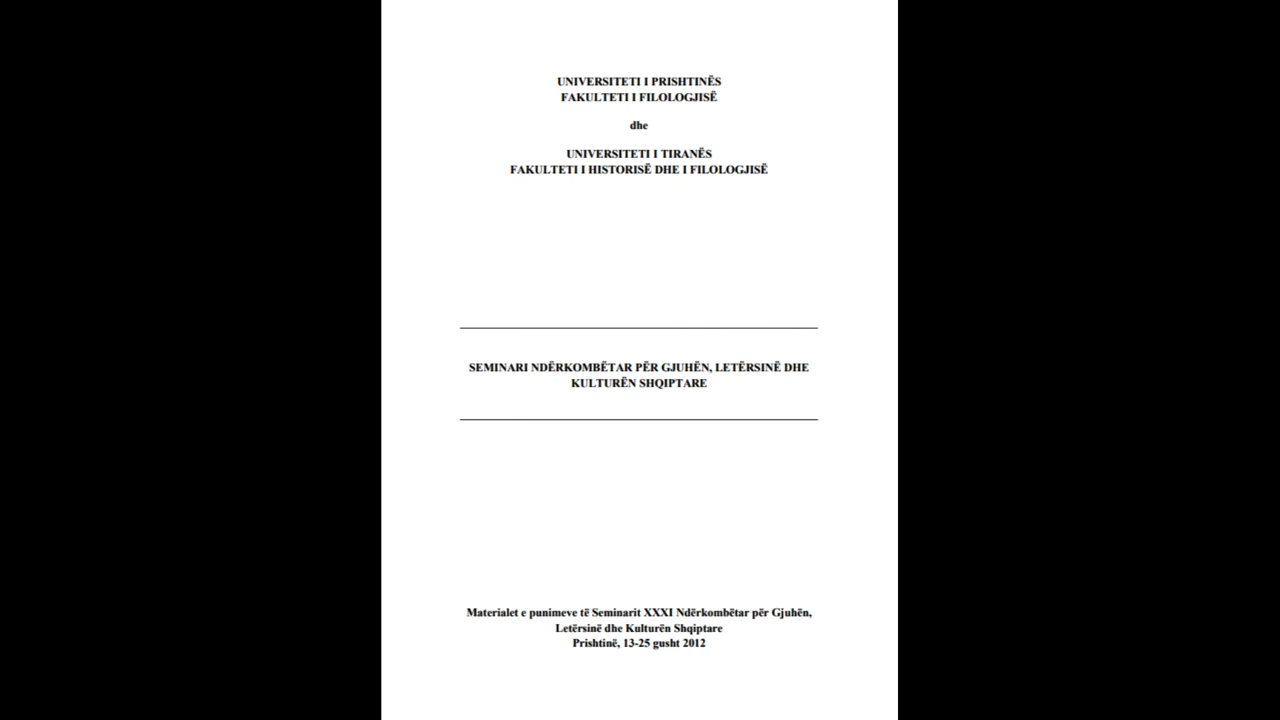 UNIVERSITETI I PRISHTINËS
FAKULTETI I FILOLOGJISË
dhe
UNIVERSITETI I TIRANËS
FAKULTETI I HISTORISË DHE I FILOLOGJISË
SEMINARI NDËRKOMBËTAR PËR GJUHËN, LETËRSINË DHE
KULTURËN SHQIPTARE
Materialet e punimeve të Seminarit XXXI Ndërkombëtar për Gjuhën,
Letërsinë dhe Kulturën Shqiptare
Prishtinë, 13-25 gusht 2012